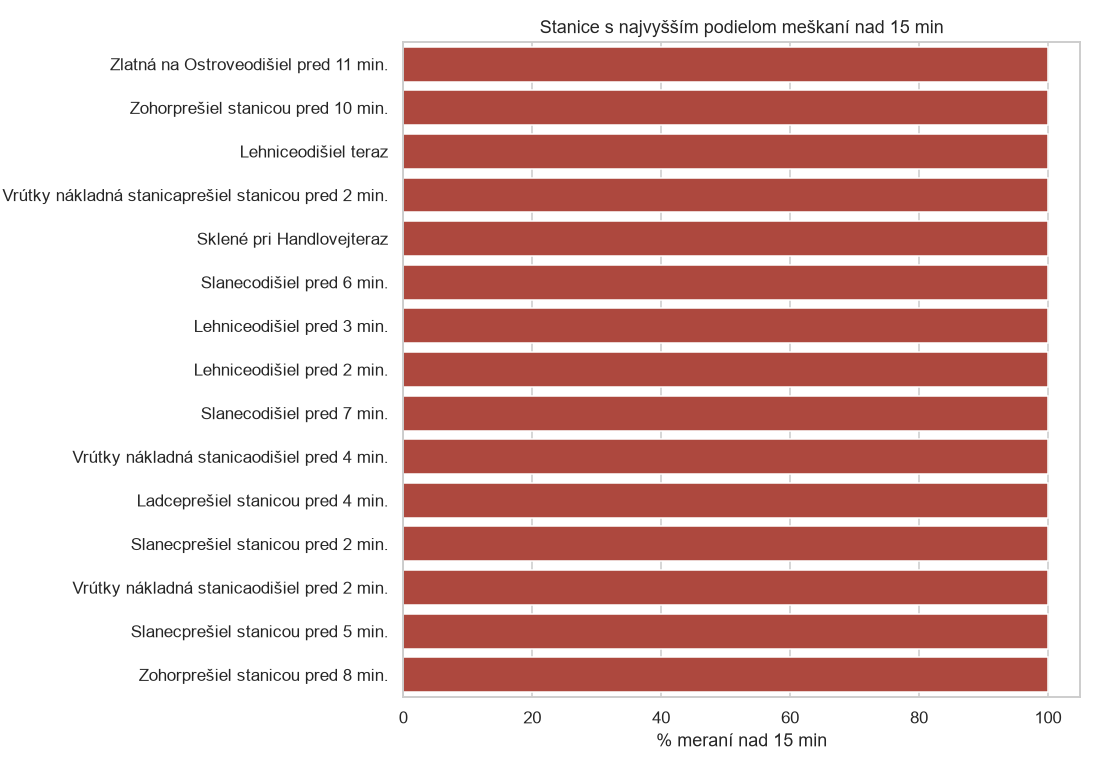 Stanice s najvyšším podielom meškaní nad 15 min
Zlatná na Ostroveodišiel pred 11 min.
Zohorprešiel stanicou pred 10 min.
Lehniceodišiel teraz
Vrútky nákladná stanicaprešiel stanicou pred 2 min.
Sklené pri Handlovejteraz
Slanecodišiel pred 6 min.
Lehniceodišiel pred 3 min.
Lehniceodišiel pred 2 min.
Slanecodišiel pred 7 min.
Vrútky nákladná stanicaodišiel pred 4 min.
Ladceprešiel stanicou pred 4 min.
Slanecprešiel stanicou pred 2 min.
Vrútky nákladná stanicaodišiel pred 2 min.
Slanecprešiel stanicou pred 5 min.
Zohorprešiel stanicou pred 8 min.
0 20 40 60 80 100
% meraní nad 15 min